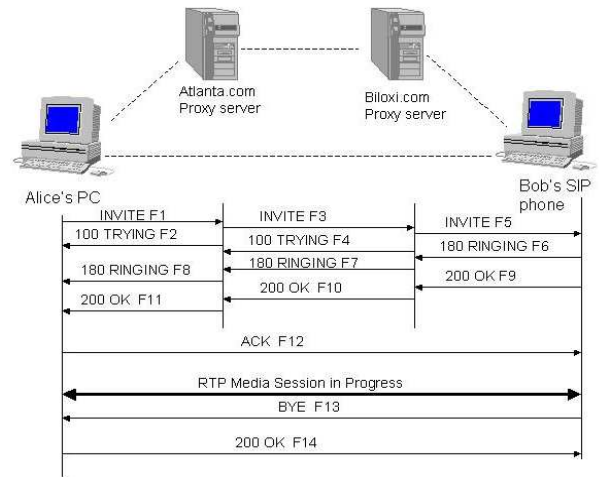 Atlanta.com
Proxy server
Biloxi.com
Proxy server
Alice's PC
Bob's SIP
phone
INVITE F1
INVITE F3
INVITE F5
100 TRYING F2
100 TRYING F4
180 RINGING F6
180 RINGING F8
180 RINGING F7
200 OK F9
200 OK F11
200 OK F10
ACK F12
RTP Media Session in Progress
BYE F13
200 OK F14